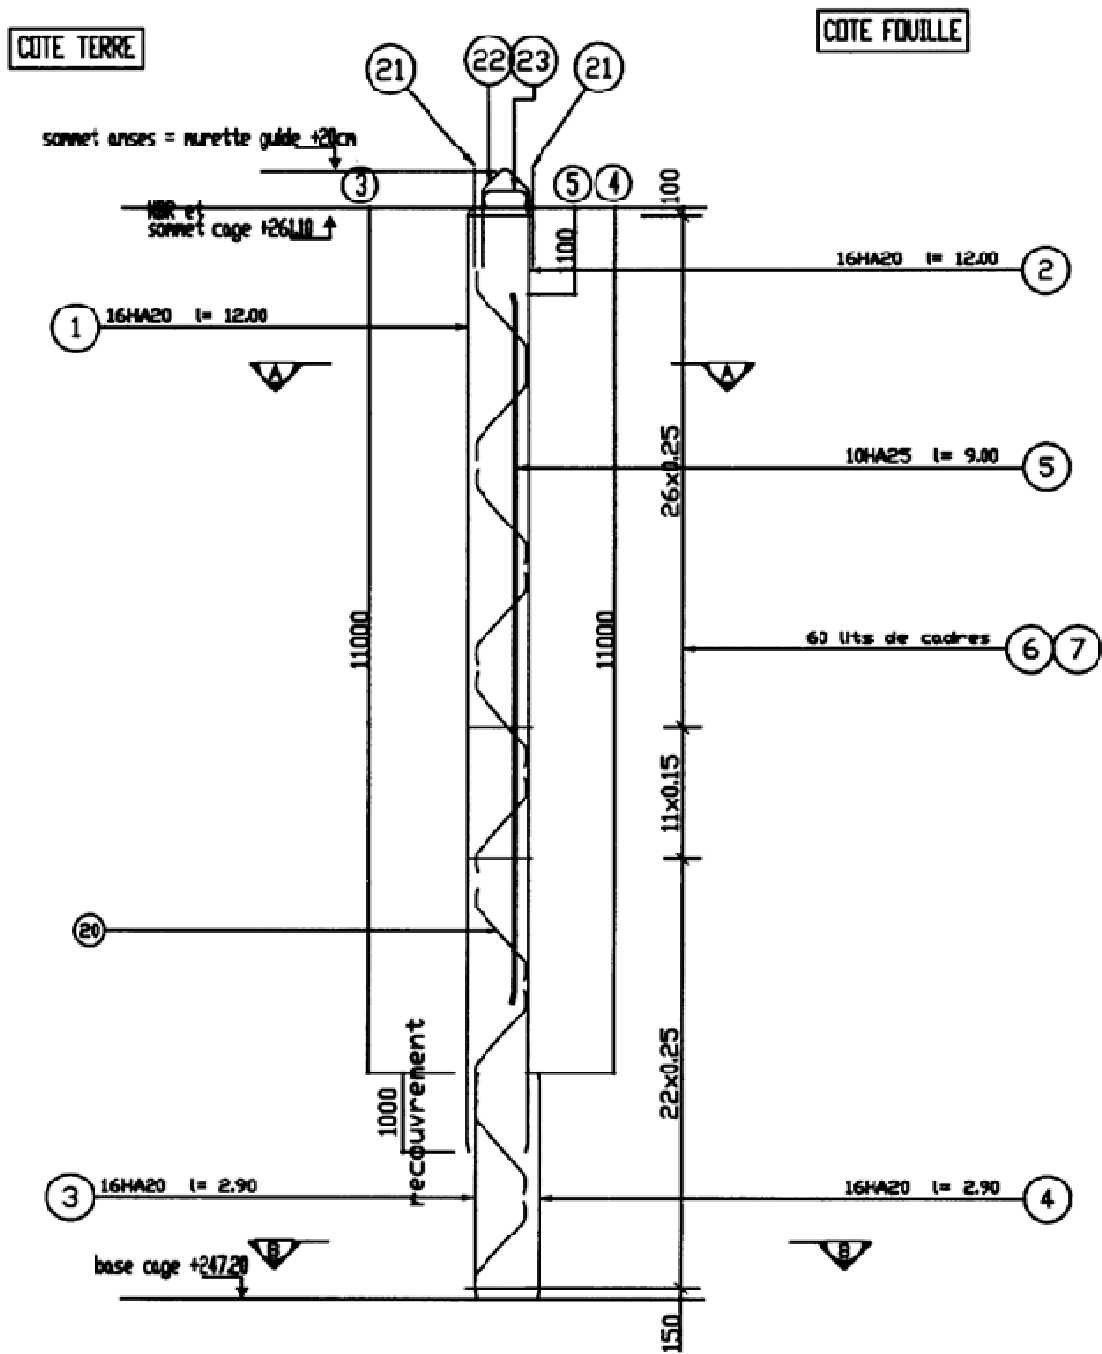 COTE TERRE
COTE FOUILLE
21
22
23
21
sommet anses = murette guide +20cm
3
5
4
100
NBR et
sommet cage +261.10
1100
16HA20 l= 12.00
2
1
16HA20 l= 12.00
A
A
26x0.25
10HA25 l= 9.00
5
11000
11000
60 lits de cadres
6
7
11x0.15
20
22x0.25
1000
recouvrement
3
16HA20 l= 2.90
16HA20 l= 2.90
4
B
B
base cage +247.20
150